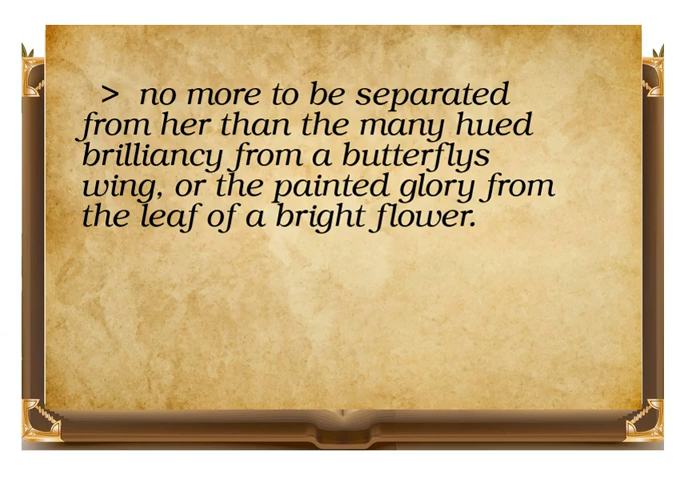 > no more to be separated
from her than the many hued
brilliancy from a butterflys
wing, or the painted glory from
the leaf of a bright flower.